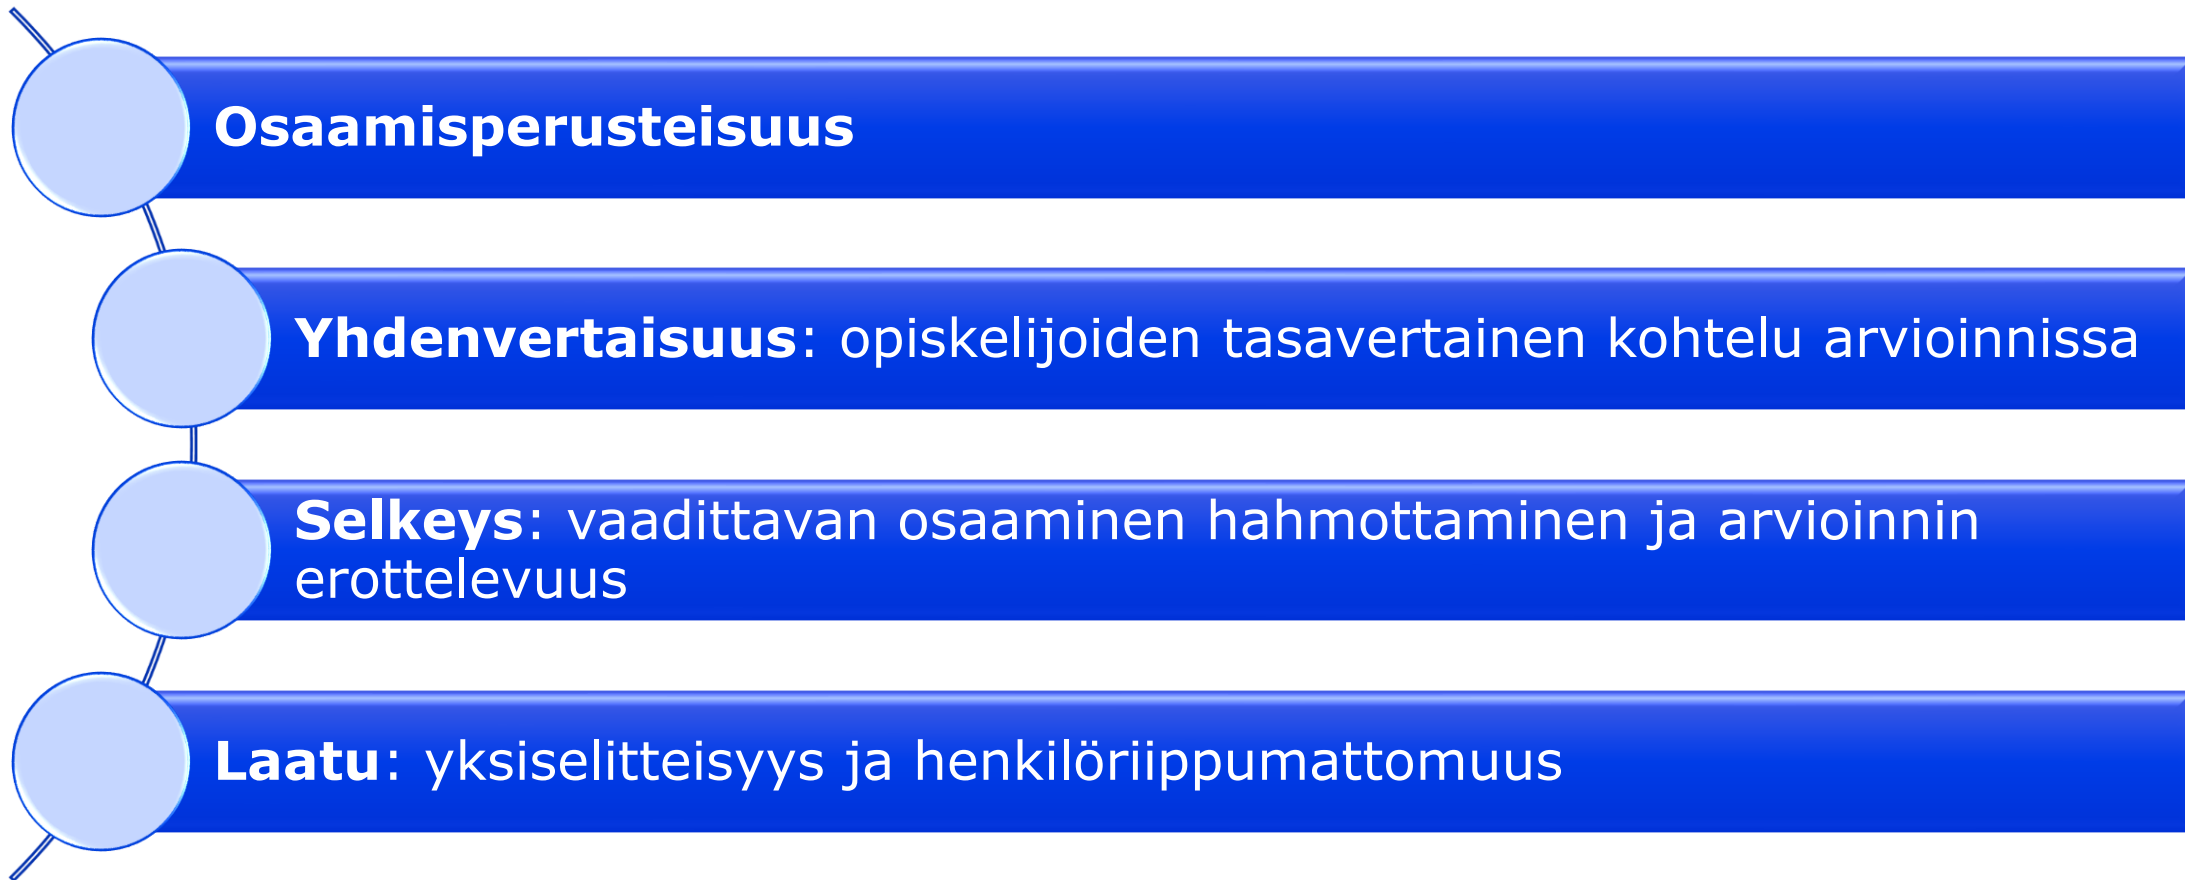 Osaamisperusteisuus
Yhdenvertaisuus: opiskelijoiden tasavertainen kohtelu arvioinnissa
Selkeys: vaadittavan osaaminen hahmottaminen ja arvioinnin
erottelevuus
Laatu: yksiselitteisyys ja henkilöriippumattomuus